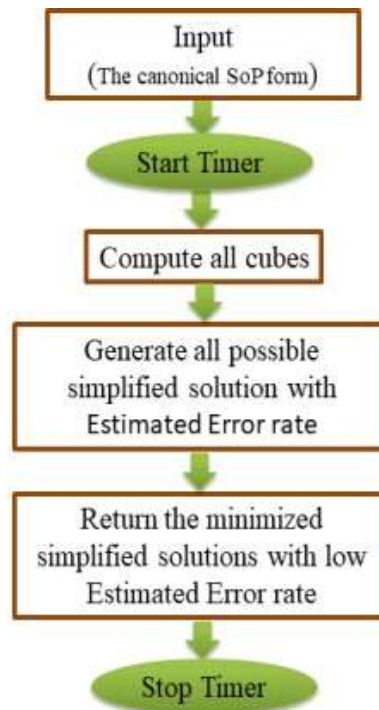 Input
(The canonical SoP form)
Start Timer
Compute all cubes
Generate all possible
simplified solution with
Estimated Error rate
Return the minimized
simplified solutions with low
Estimated Error rate
Stop Timer